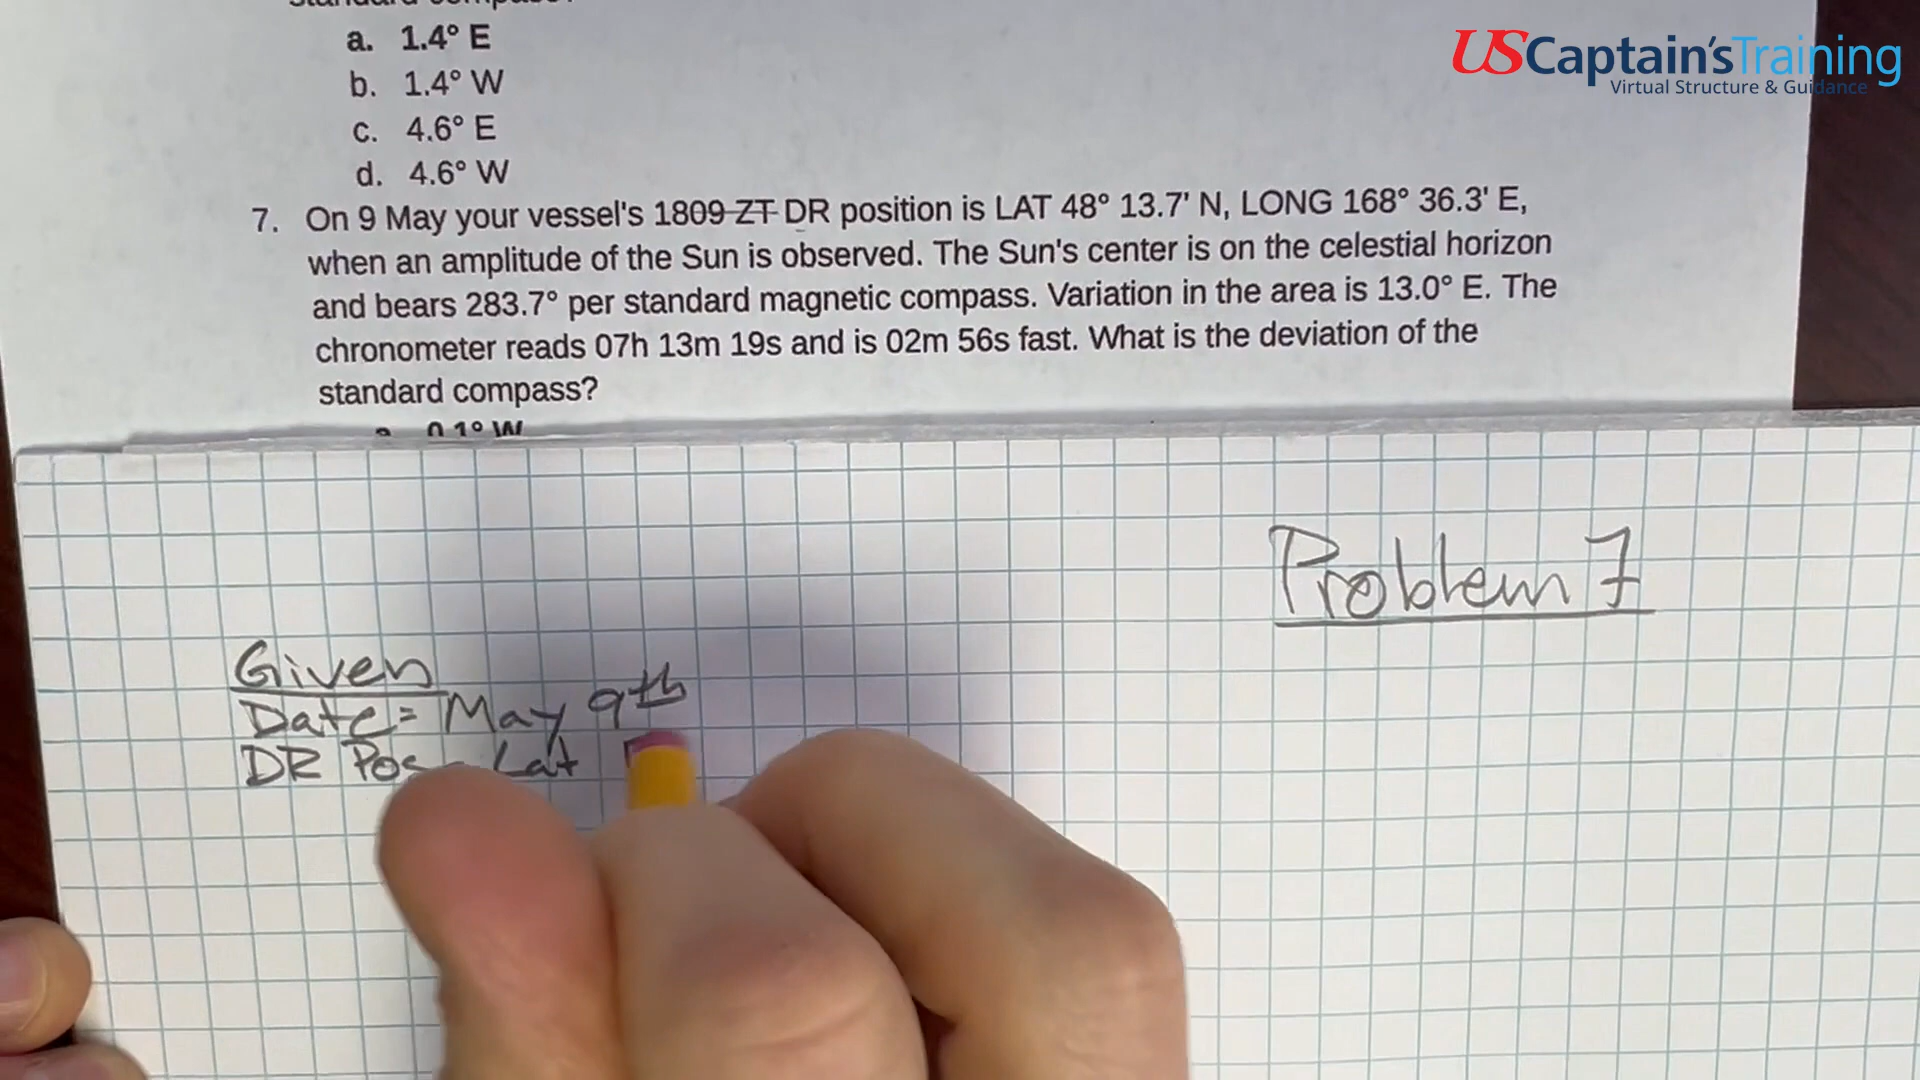 a. 1.4° E
b. 1.4° W
c. 4.6° E
d. 4.6° W
7. On 9 May your vessel's 1809 ZT DR position is LAT 48° 13.7' N, LONG 168° 36.3' E,
when an amplitude of the Sun is observed. The Sun's center is on the celestial horizon
and bears 283.7° per standard magnetic compass. Variation in the area is 13.0° E. The
chronometer reads 07h 13m 19s and is 02m 56s fast. What is the deviation of the
standard compass?
USCaptain'sTraining
Virtual Structure & Guidance
Problem 7
Given
Date = May 9th
DR Pos Lat